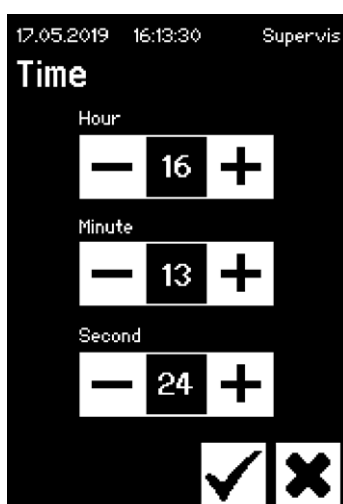 17.05.2019 16:13:30 Supervis
Time
Hour
— 16 +
Minute
— 13 +
Second
— 24 +